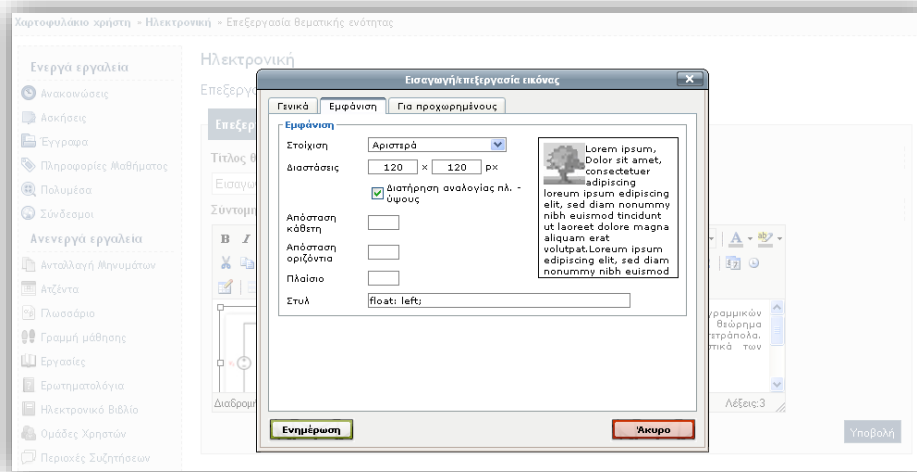 Χαρτοφυλάκιο χρήστη » Ηλεκτρονική » Επεξεργασία θεματικής ενότητας
Ενεργά εργαλεία
Ανακοινώσεις
Ασκήσεις
Έγγραφα
Πληροφορίες Μαθήματος
Πολυμέσα
Σύνδεσμοι
Ανενεργά εργαλεία
Ανταλλαγή Μηνυμάτων
Ατζέντα
Γλωσσάριο
Γραμμή μάθησης
Εργασίες
Ερωτηματολόγια
Ηλεκτρονικό Βιβλίο
Ομάδες Χρηστών
Περιοχές Συζητήσεων
Ηλεκτρονική
Εισαγωγή/επεξεργασία εικόνας
Γενικά Εμφάνιση Για προχωρημένους
Εμφάνιση
Στοίχιση Αριστερά
Διαστάσεις 120 x 120 px
Διατήρηση αναλογίας πλ. -
ύψους
Απόσταση
κάθετη
Απόσταση
οριζόντια
Πλαίσιο
Στυλ float: left;
Lorem ipsum,
Dolor sit amet,
consectetuer
adipiscing
loreum ipsum edipiscing
elit, sed diam nonummy
nibh euismod tincidunt
ut laoreet dolore magna
aliquam erat
volutpat.Loreum ipsum
edipiscing elit, sed diam
nonummy nibh euismod
Ενημέρωση Άκυρο
B I
A
θεώρημα
των
Λέξεις:3
Υποβολή